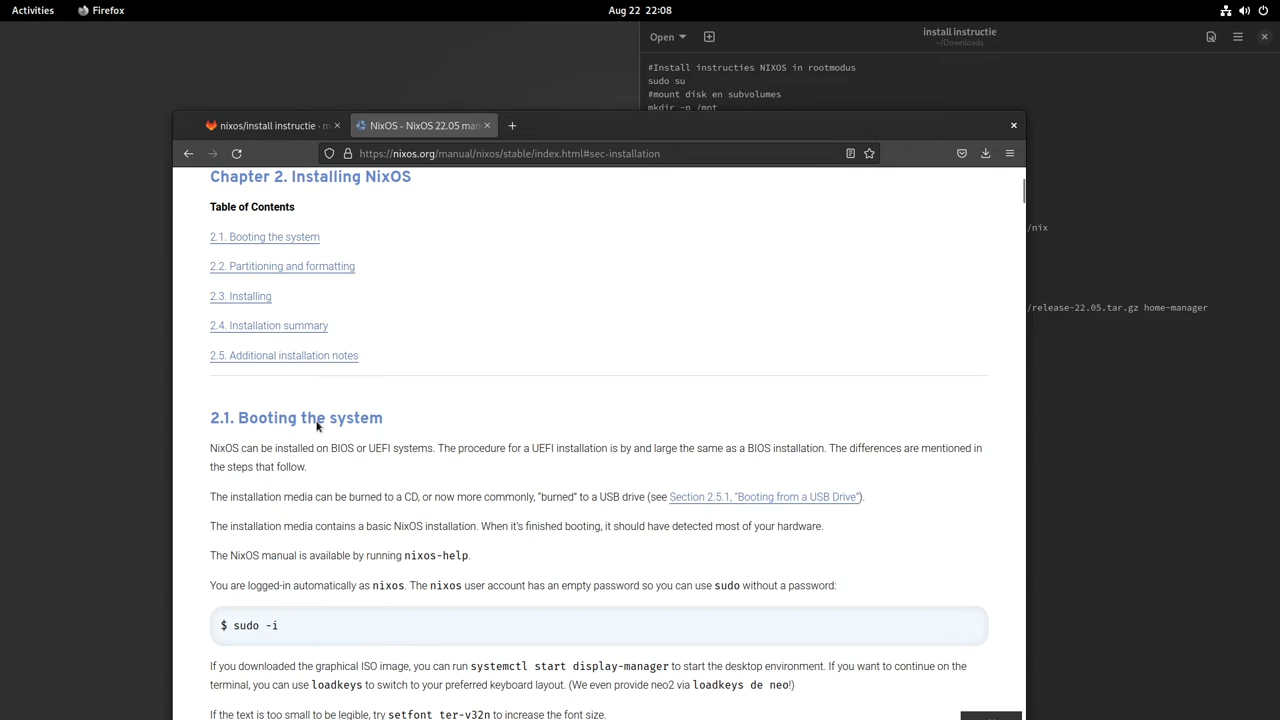 Activities
Firefox
Aug 22 22:08
Open
install instructie
~/Downloads
#Install instructies NIXOS in rootmodus
sudo su
#mount disk en subvolumes
mkdir -p /mnt
/nix
/release-22.05.tar.gz home-manager
nixos/install instructie · m
NixOS - NixOS 22.05 man
https://nixos.org/manual/nixos/stable/index.html#sec-installation
Chapter 2. Installing NixOS
Table of Contents
2.1. Booting the system
2.2. Partitioning and formatting
2.3. Installing
2.4. Installation summary
2.5. Additional installation notes
2.1. Booting the system
NixOS can be installed on BIOS or UEFI systems. The procedure for a UEFI installation is by and large the same as a BIOS installation. The differences are mentioned in
the steps that follow.
The installation media can be burned to a CD, or now more commonly, “burned” to a USB drive (see Section 2.5.1, “Booting from a USB Drive”).
The installation media contains a basic NixOS installation. When it’s finished booting, it should have detected most of your hardware.
The NixOS manual is available by running nixos-help.
You are logged-in automatically as nixos. The nixos user account has an empty password so you can use sudo without a password:
$ sudo -i
If you downloaded the graphical ISO image, you can run systemctl start display-manager to start the desktop environment. If you want to continue on the
terminal, you can use loadkeys to switch to your preferred keyboard layout. (We even provide neo2 via loadkeys de neo!)
If the text is too small to be legible, try setfont ter-v32n to increase the font size.